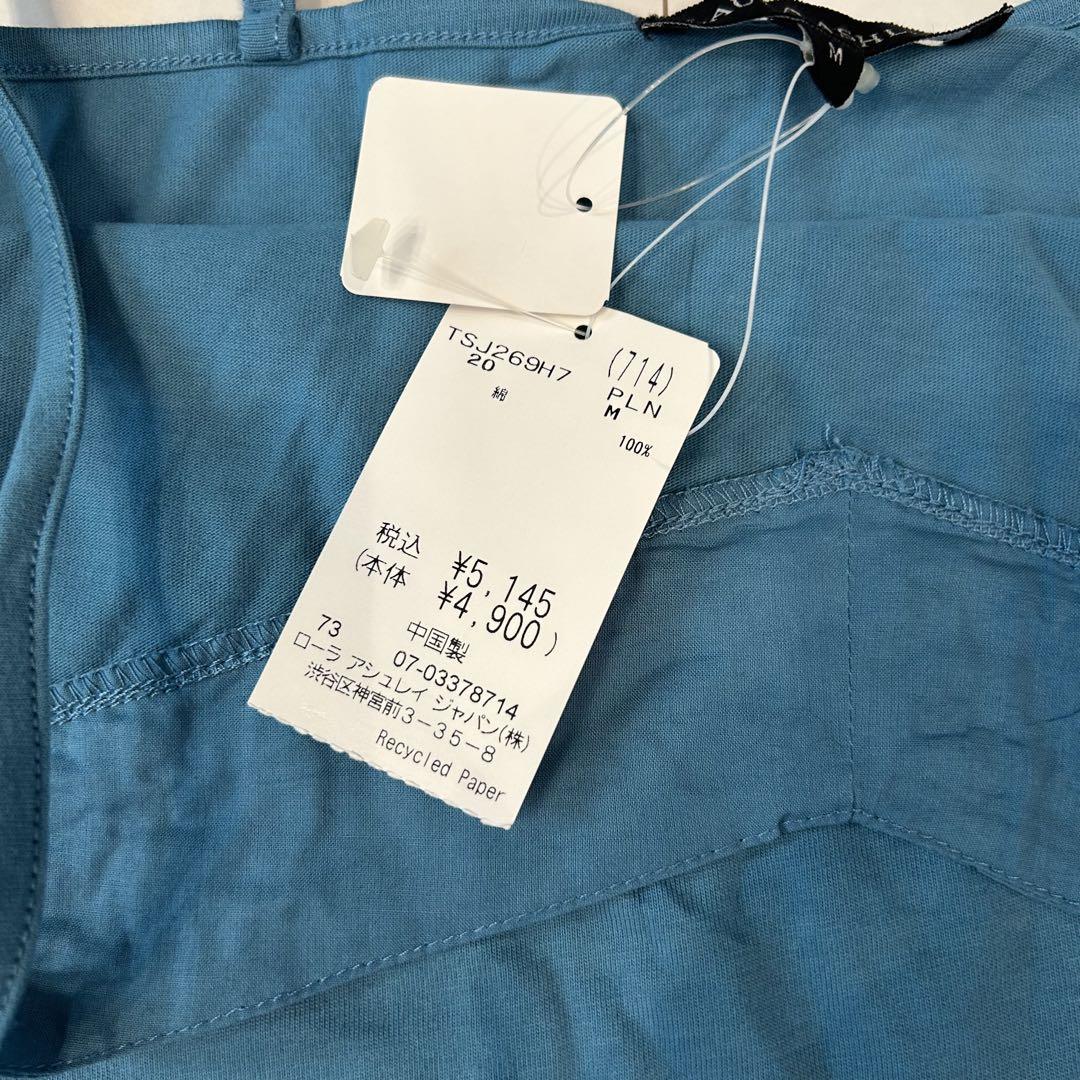 M
TSJ269H7 (714)
20 PLN
M
綿 100%
税込 ¥5,145
(本体 ¥4,900)
73 中国製
07-03378714
ローラ アシュレイ ジャパン(株)
渋谷区神宮前3-35-8
Recycled Paper